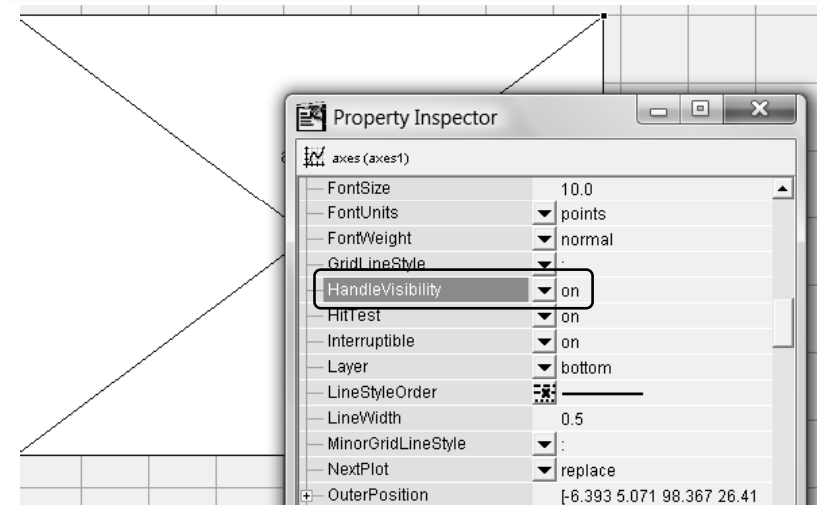 Property Inspector
axes (axes1)
FontSize 10.0
FontUnits points
FontWeight normal
GridLineStyle :
HandleVisibility on
HitTest on
Interruptible on
Layer bottom
LineStyleOrder
LineWidth 0.5
MinorGridLineStyle :
NextPlot replace
OuterPosition [-6.393 5.071 98.367 26.41